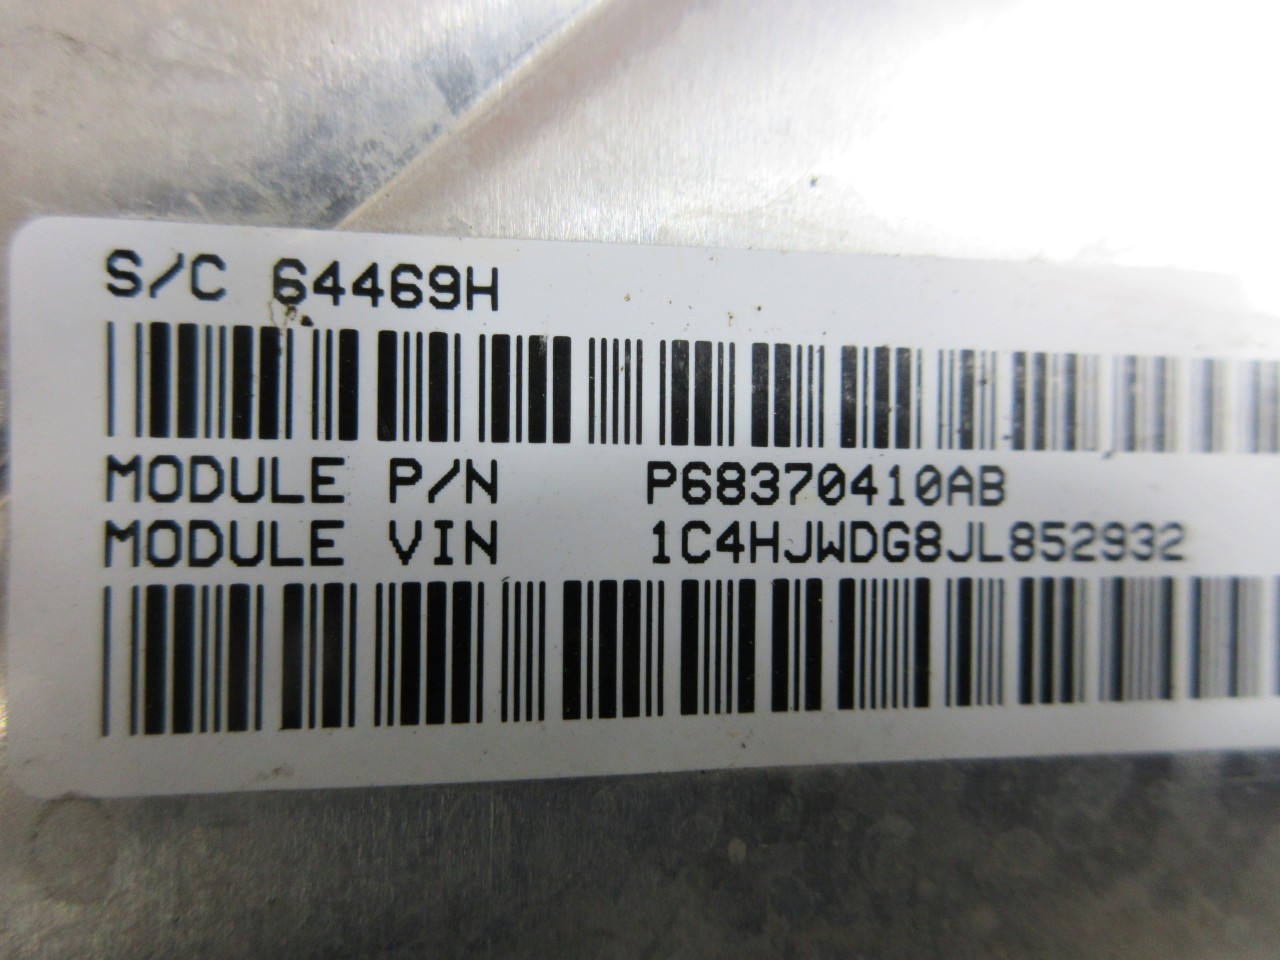 S/C 64469H
MODULE P/N P68370410AB
MODULE VIN 1C4HJWDG8JL852932